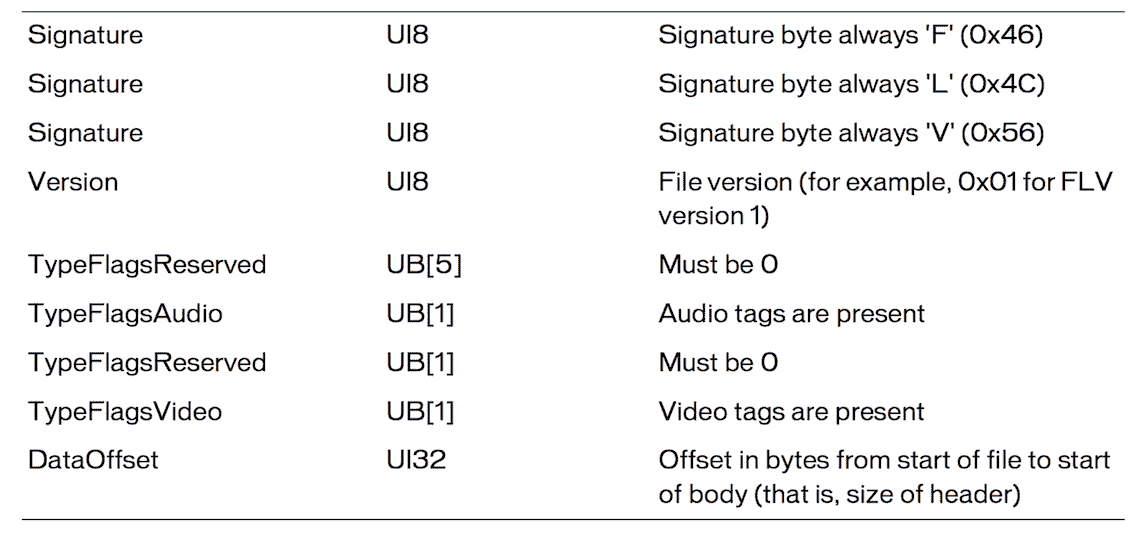 Signature UI8 Signature byte always 'F' (0x46)
Signature UI8 Signature byte always 'L' (0x4C)
Signature UI8 Signature byte always 'V' (0x56)
Version UI8 File version (for example, 0x01 for FLV
version 1)
TypeFlagsReserved UB[5] Must be 0
TypeFlagsAudio UB[1] Audio tags are present
TypeFlagsReserved UB[1] Must be 0
TypeFlagsVideo UB[1] Video tags are present
DataOffset UI32 Offset in bytes from start of file to start
of body (that is, size of header)